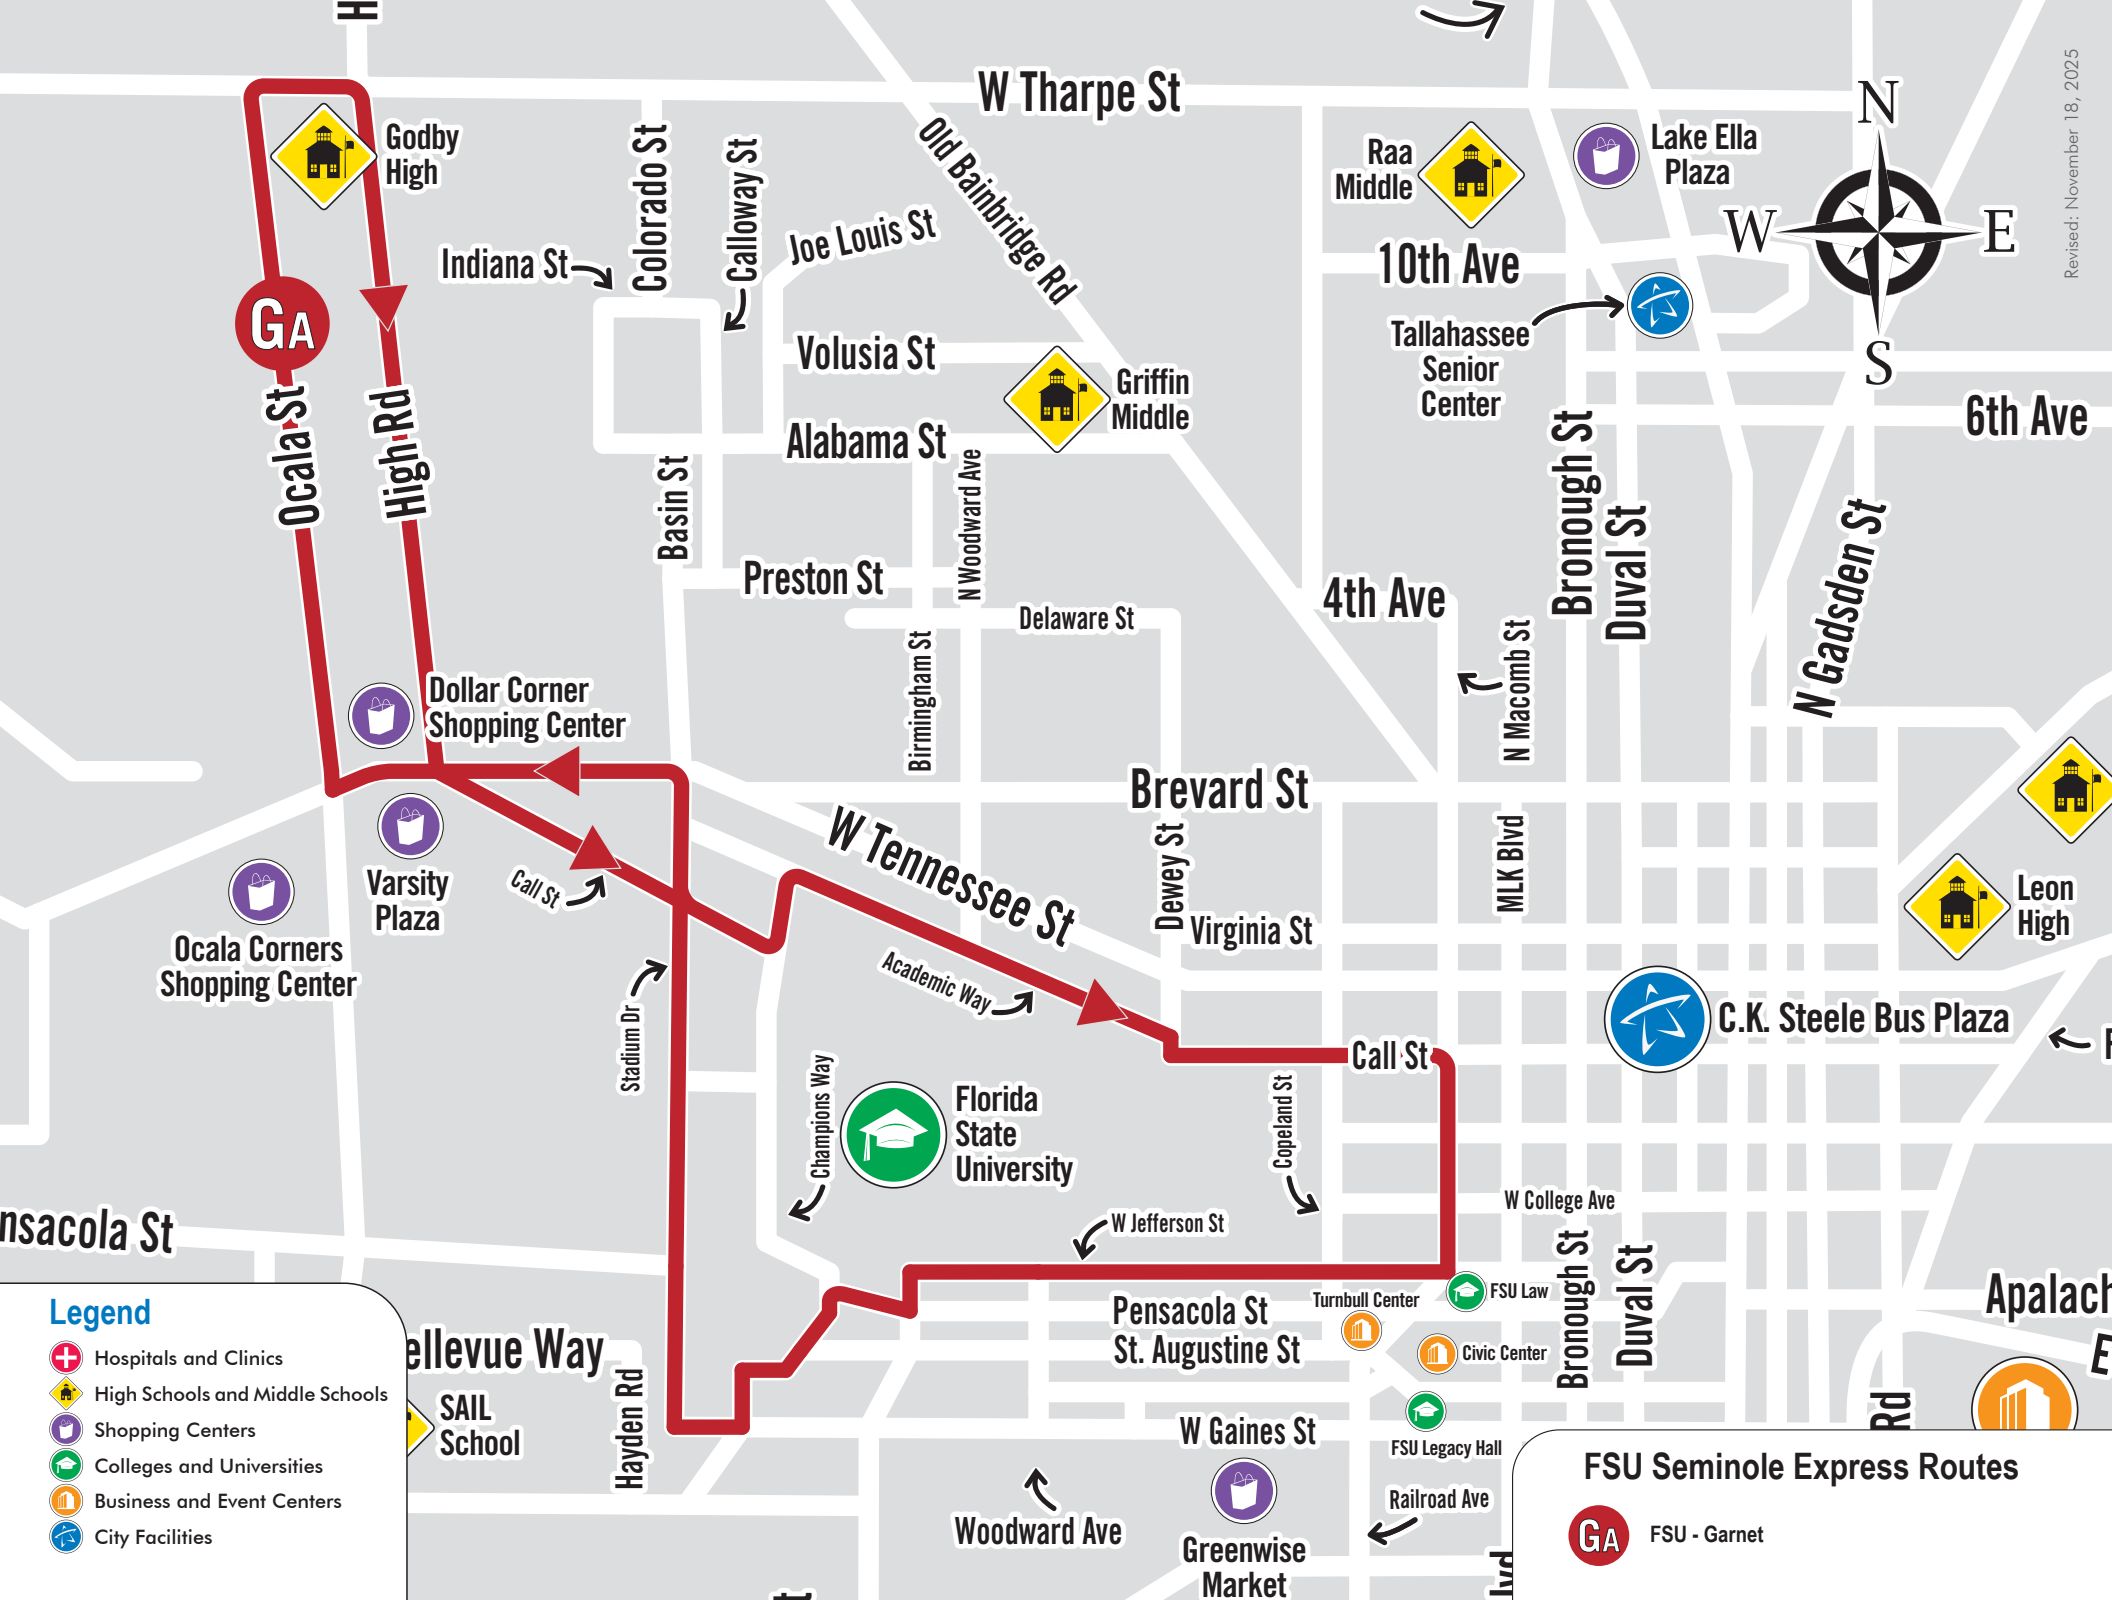 H
W Tharpe St
N
W
E
S
Revised: November 18, 2025
Godby
High
Colorado St
Calloway St
Old Bainbridge Rd
Joe Louis St
Indiana St
Raa
Middle
Lake Ella
Plaza
10th Ave
Tallahassee
Senior
Center
GA
Volusia St
Griffin
Middle
Ocala St
High Rd
Alabama St
6th Ave
Basin St
N Woodward Ave
Bronough St
Duval St
N Gadsden St
Preston St
Delaware St
4th Ave
Birmingham St
N Macomb St
Dollar Corner
Shopping Center
Brevard St
W Tennessee St
Dewey St
MLK Blvd
Varsity
Plaza
Call St
Virginia St
Leon
High
Ocala Corners
Shopping Center
Academic Way
C.K. Steele Bus Plaza
Stadium Dr
Call St
F
Champions Way
Florida
State
University
Copeland St
W College Ave
nsacola St
W Jefferson St
Bronough St
Duval St
FSU Law
Turnbull Center
Pensacola St
St. Augustine St
Civic Center
Apalach
E
ellevue Way
Hayden Rd
SAIL
School
W Gaines St
FSU Legacy Hall
Rd
Railroad Ave
Woodward Ave
Greenwise
Market
lvd
t
Legend
Hospitals and Clinics
High Schools and Middle Schools
Shopping Centers
Colleges and Universities
Business and Event Centers
City Facilities
FSU Seminole Express Routes
GA
FSU - Garnet